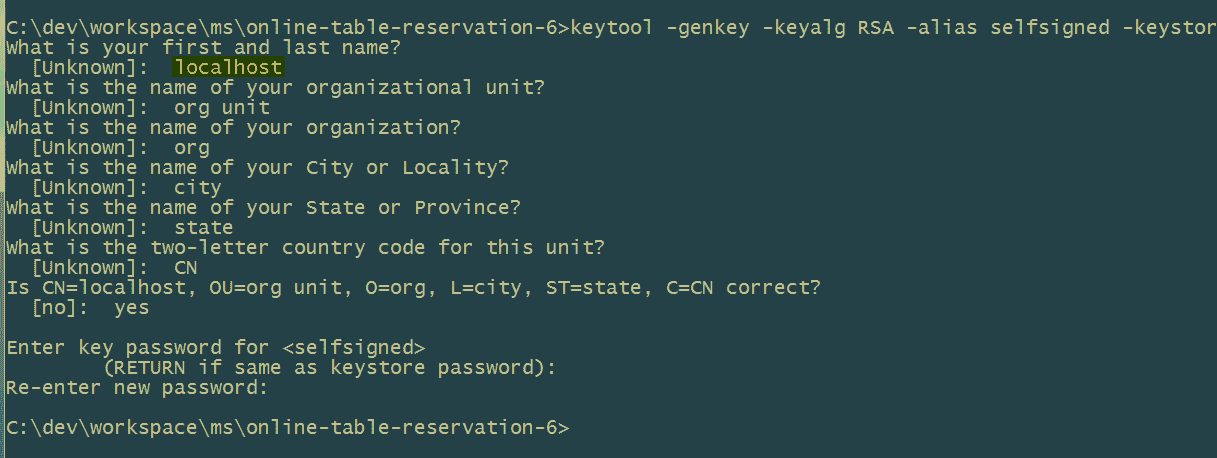 C:\dev\workspace\ms\online-table-reservation-6>keytool -genkey -keyalg RSA -alias selfsigned -keystor
What is your first and last name?
  [Unknown]:  localhost
What is the name of your organizational unit?
  [Unknown]:  org unit
What is the name of your organization?
  [Unknown]:  org
What is the name of your City or Locality?
  [Unknown]:  city
What is the name of your State or Province?
  [Unknown]:  state
What is the two-letter country code for this unit?
  [Unknown]:  CN
Is CN=localhost, OU=org unit, O=org, L=city, ST=state, C=CN correct?
  [no]:  yes

Enter key password for <selfsigned>
        (RETURN if same as keystore password):
Re-enter new password:

C:\dev\workspace\ms\online-table-reservation-6>